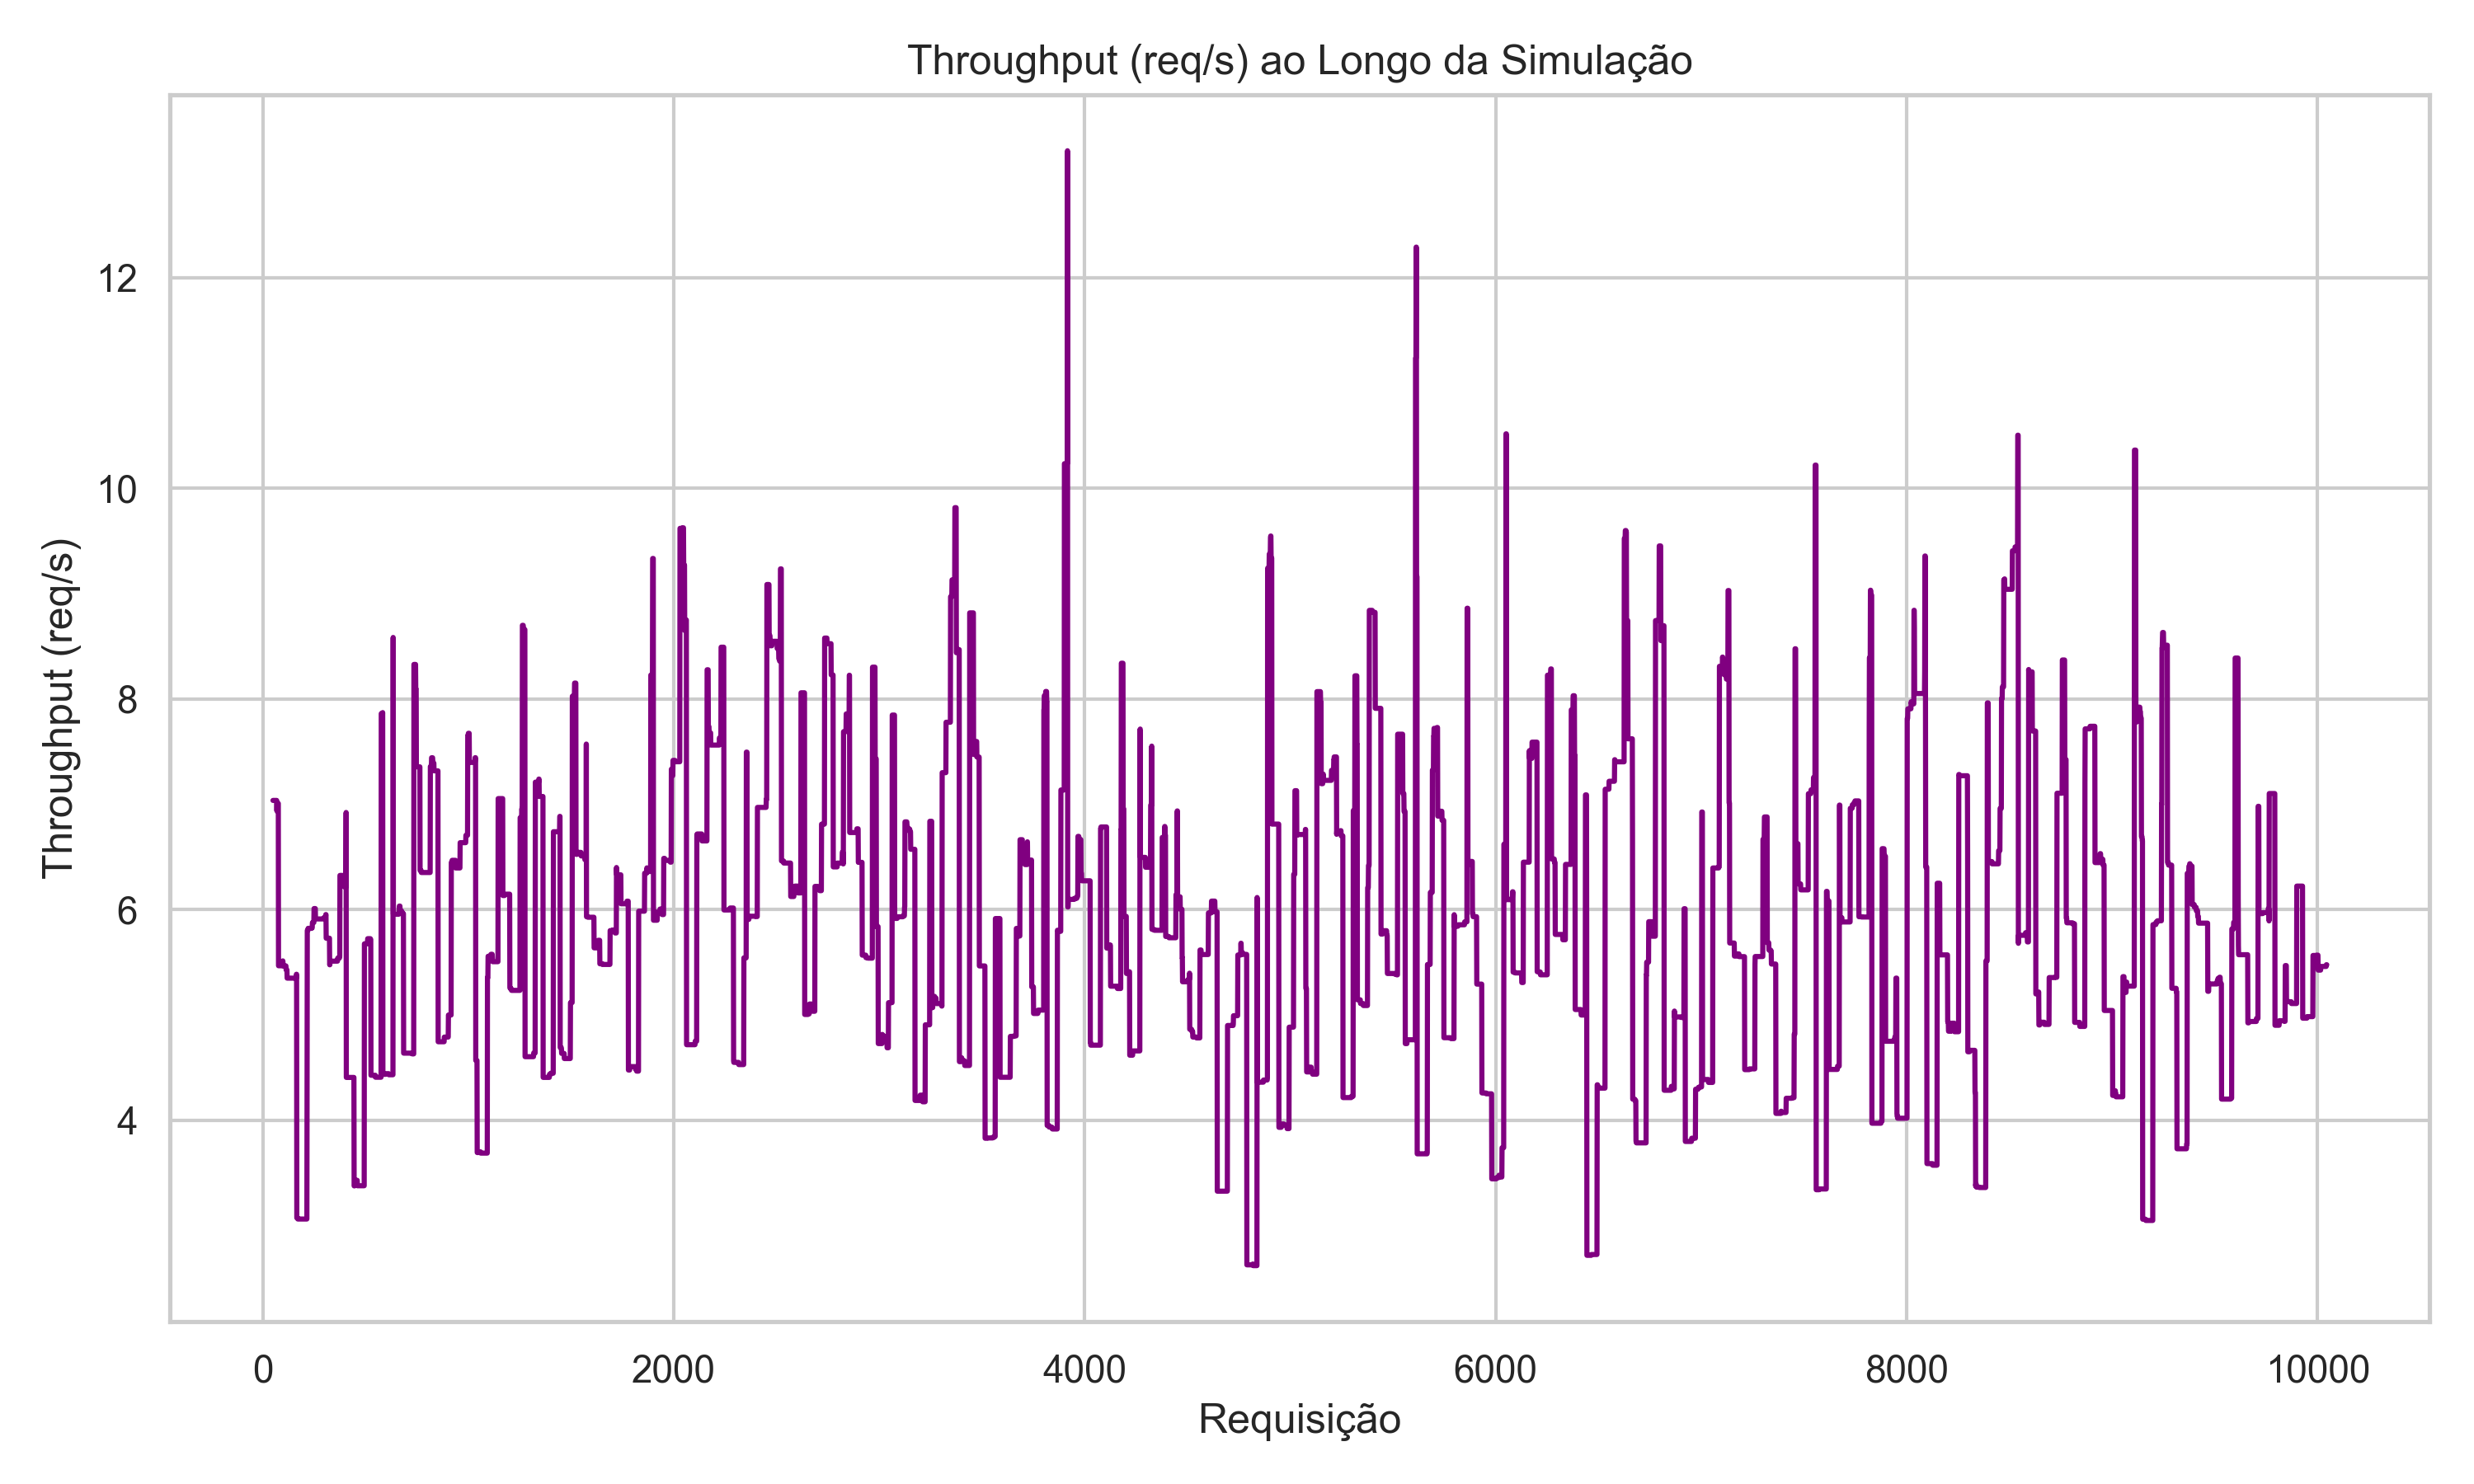 Throughput (req/s) ao Longo da Simulação
Throughput (req/s)
12
10
8
6
4
0 2000 4000 6000 8000 10000
Requisição